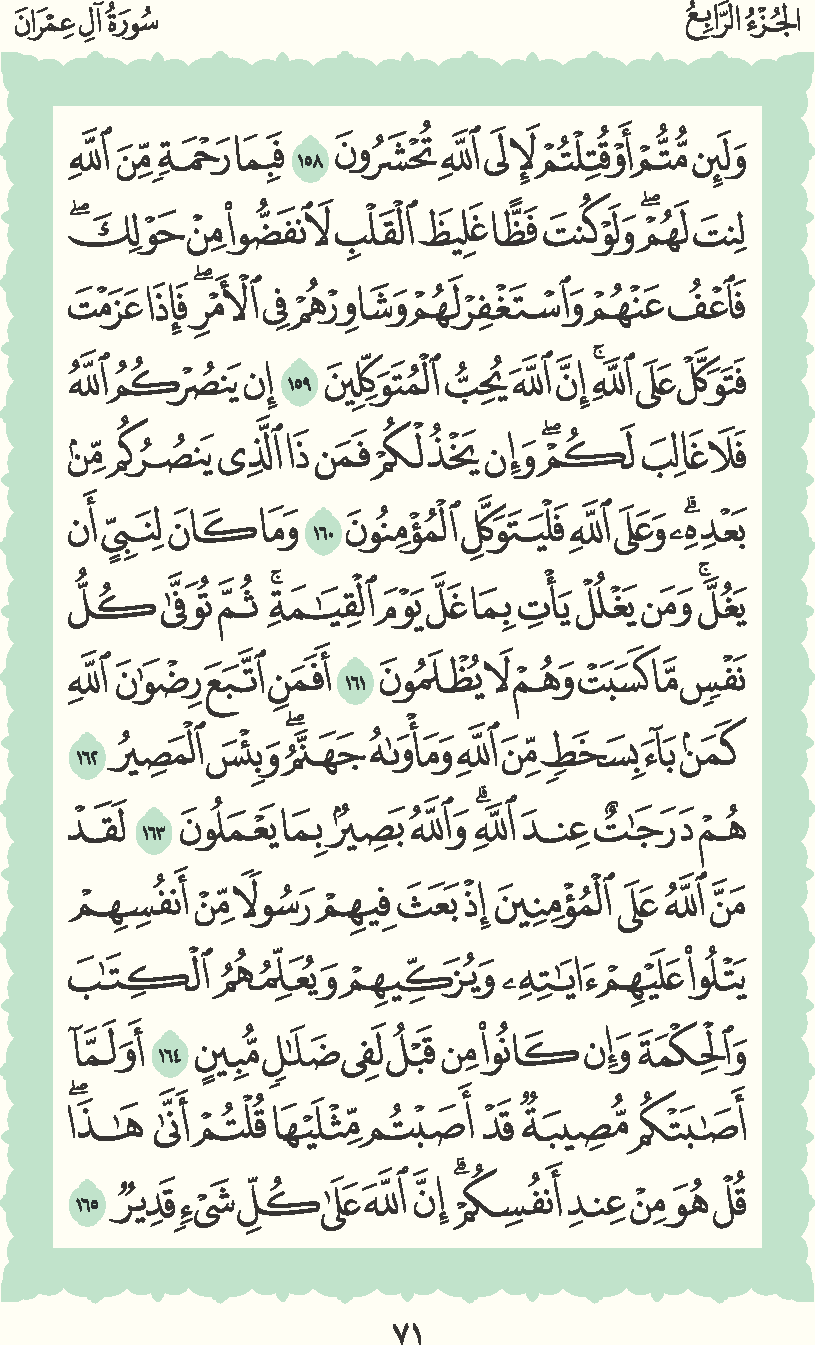 الجُزْءُ الرَّابِعُ
سُورَةُ آلِ عِمْرَانَ
وَلَئِن مُّتُّمْ أَوْ قُتِلْتُمْ لَإِلَى ٱللَّهِ تُحْشَرُونَ ١٥٨ فَبِمَا رَحْمَةٍ مِّنَ ٱللَّهِ
لِنتَ لَهُمْۖ وَلَوْ كُنتَ فَظًّا غَلِيظَ ٱلْقَلْبِ لَٱنفَضُّوا۟ مِنْ حَوْلِكَۖ
فَٱعْفُ عَنْهُمْ وَٱسْتَغْفِرْ لَهُمْ وَشَاوِرْهُمْ فِى ٱلْأَمْرِۖ فَإِذَا عَزَمْتَ
فَتَوَكَّلْ عَلَى ٱللَّهِۚ إِنَّ ٱللَّهَ يُحِبُّ ٱلْمُتَوَكِّلِينَ ١٥٩ إِن يَنصُرْكُمُ ٱللَّهُ
فَلَا غَالِبَ لَكُمْۖ وَإِن يَخْذُلْكُمْ فَمَن ذَا ٱلَّذِى يَنصُرُكُم مِّنۢ
بَعْدِهِۦۗ وَعَلَى ٱللَّهِ فَلْيَتَوَكَّلِ ٱلْمُؤْمِنُونَ ١٦٠ وَمَا كَانَ لِنَبِىٍّ أَن
يَغُلَّۚ وَمَن يَغْلُلْ يَأْتِ بِمَا غَلَّ يَوْمَ ٱلْقِيَـٰمَةِۚ ثُمَّ تُوَفَّىٰ كُلُّ
نَفْسٍ مَّا كَسَبَتْ وَهُمْ لَا يُظْلَمُونَ ١٦١ أَفَمَنِ ٱتَّبَعَ رِضْوَٰنَ ٱللَّهِ
كَمَنۢ بَآءَ بِسَخَطٍ مِّنَ ٱللَّهِ وَمَأْوَىٰهُ جَهَنَّمُۖ وَبِئْسَ ٱلْمَصِيرُ ١٦٢
هُمْ دَرَجَـٰتٌ عِندَ ٱللَّهِۗ وَٱللَّهُ بَصِيرٌۢ بِمَا يَعْمَلُونَ ١٦٣ لَقَدْ
مَنَّ ٱللَّهُ عَلَى ٱلْمُؤْمِنِينَ إِذْ بَعَثَ فِيهِمْ رَسُولًا مِّنْ أَنفُسِهِمْ
يَتْلُوا۟ عَلَيْهِمْ ءَايَـٰتِهِۦ وَيُزَكِّيهِمْ وَيُعَلِّمُهُمُ ٱلْكِتَـٰبَ
وَٱلْحِكْمَةَ وَإِن كَانُوا۟ مِن قَبْلُ لَفِى ضَلَـٰلٍ مُّبِينٍ ١٦٤ أَوَلَمَّآ
أَصَـٰبَتْكُم مُّصِيبَةٌ قَدْ أَصَبْتُم مِّثْلَيْهَا قُلْتُمْ أَنَّىٰ هَـٰذَاۖ
قُلْ هُوَ مِنْ عِندِ أَنفُسِكُمْۗ إِنَّ ٱللَّهَ عَلَىٰ كُلِّ شَىْءٍ قَدِيرٌ ١٦٥
٧١